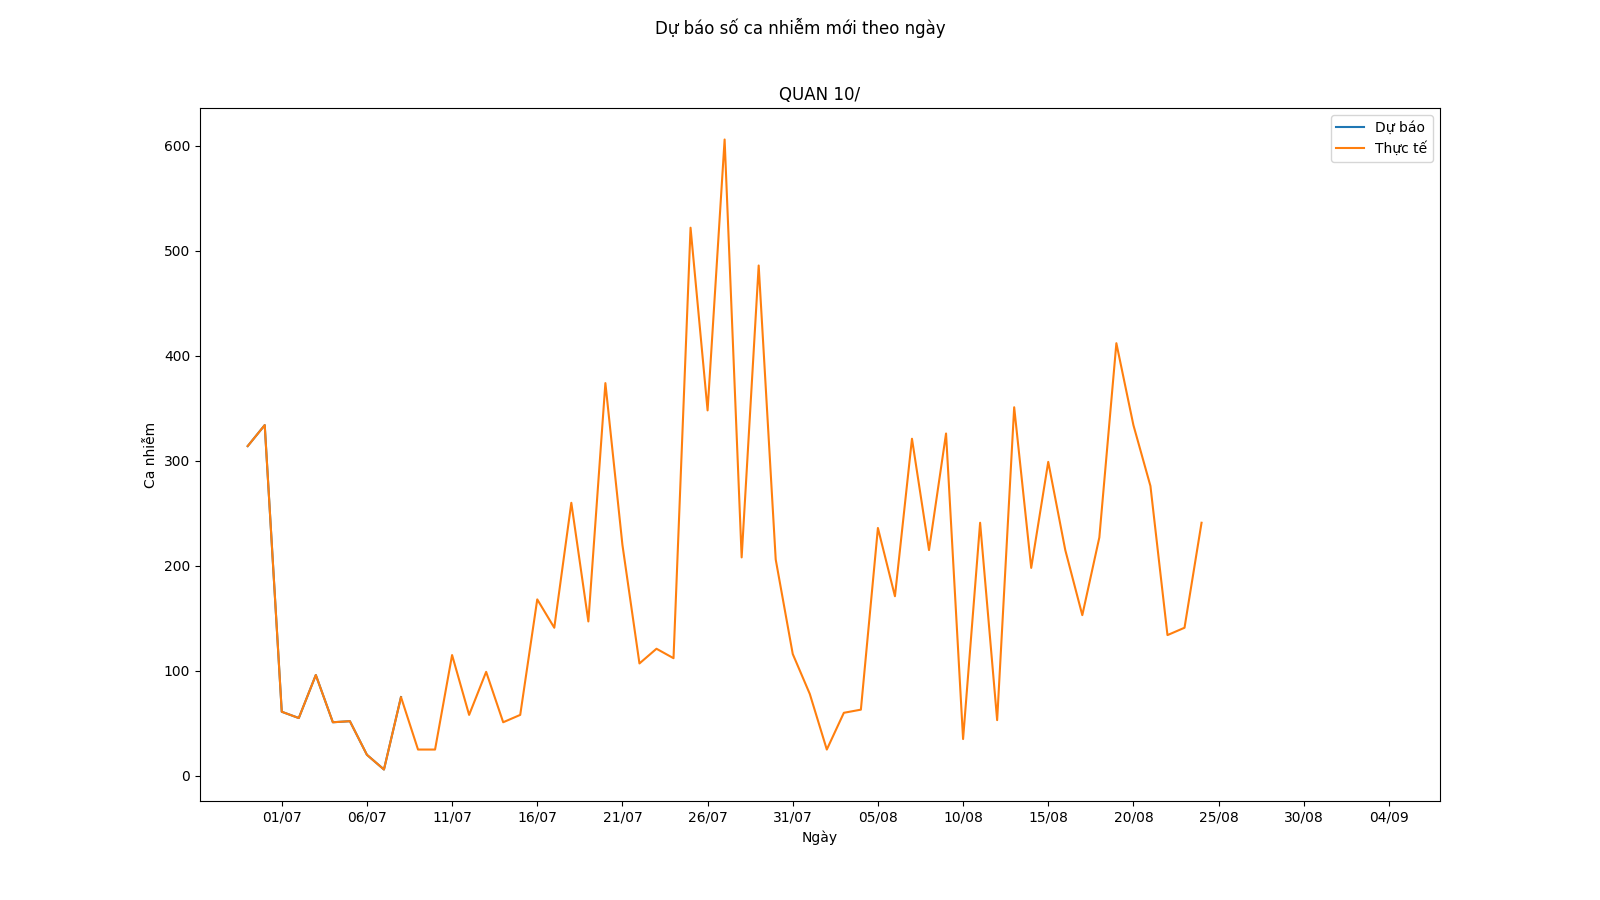 Dự báo số ca nhiễm mới theo ngày
QUAN 10/
Dự báo
Thực tế
600
500
400
300
200
100
0
Ca nhiễm
01/07 06/07 11/07 16/07 21/07 26/07 31/07 05/08 10/08 15/08 20/08 25/08 30/08 04/09
Ngày